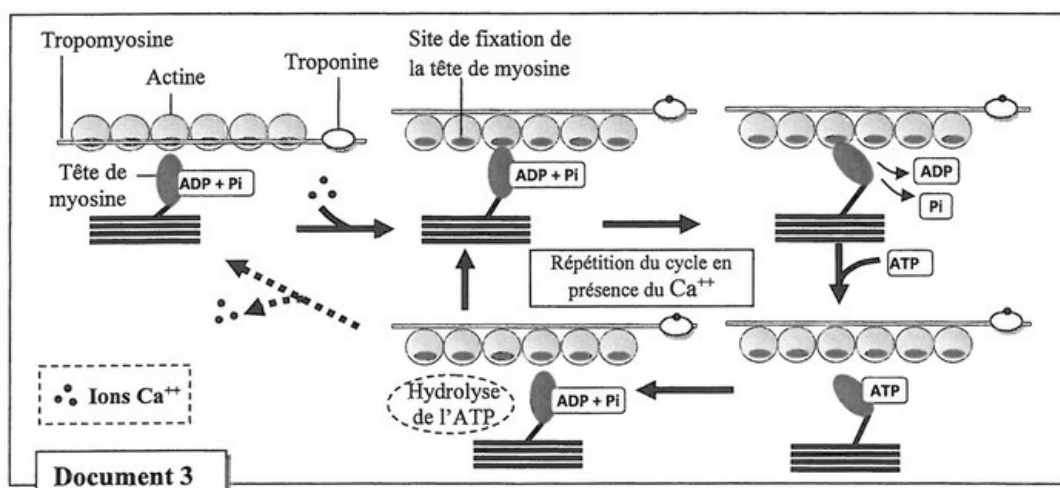 Tropomyosine
Actine
Troponine
Site de fixation de
la tête de myosine
Tête de
myosine
ADP + Pi
ADP + Pi
ADP
Pi
Répétition du cycle en
présence du Ca⁺⁺
ATP
Ions Ca⁺⁺
Hydrolyse
de l'ATP
ADP + Pi
ATP
Document 3